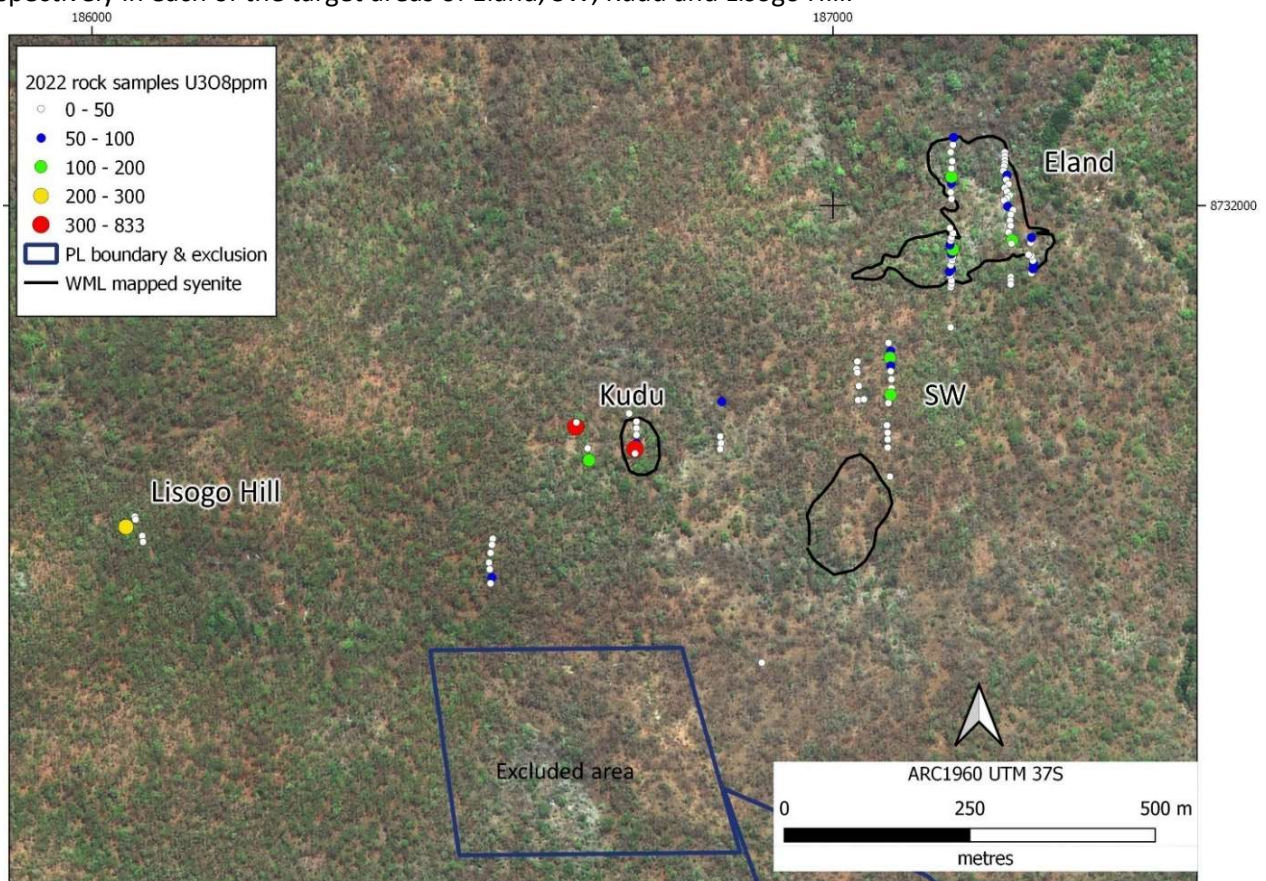 186000
187000
2022 rock samples U3O8ppm
0 - 50
50 - 100
100 - 200
200 - 300
300 - 833
PL boundary & exclusion
WML mapped syenite
Eland
8732000
Kudu
SW
Lisogo Hill
Excluded area
ARC1960 UTM 37S
0 250 500 m
metres